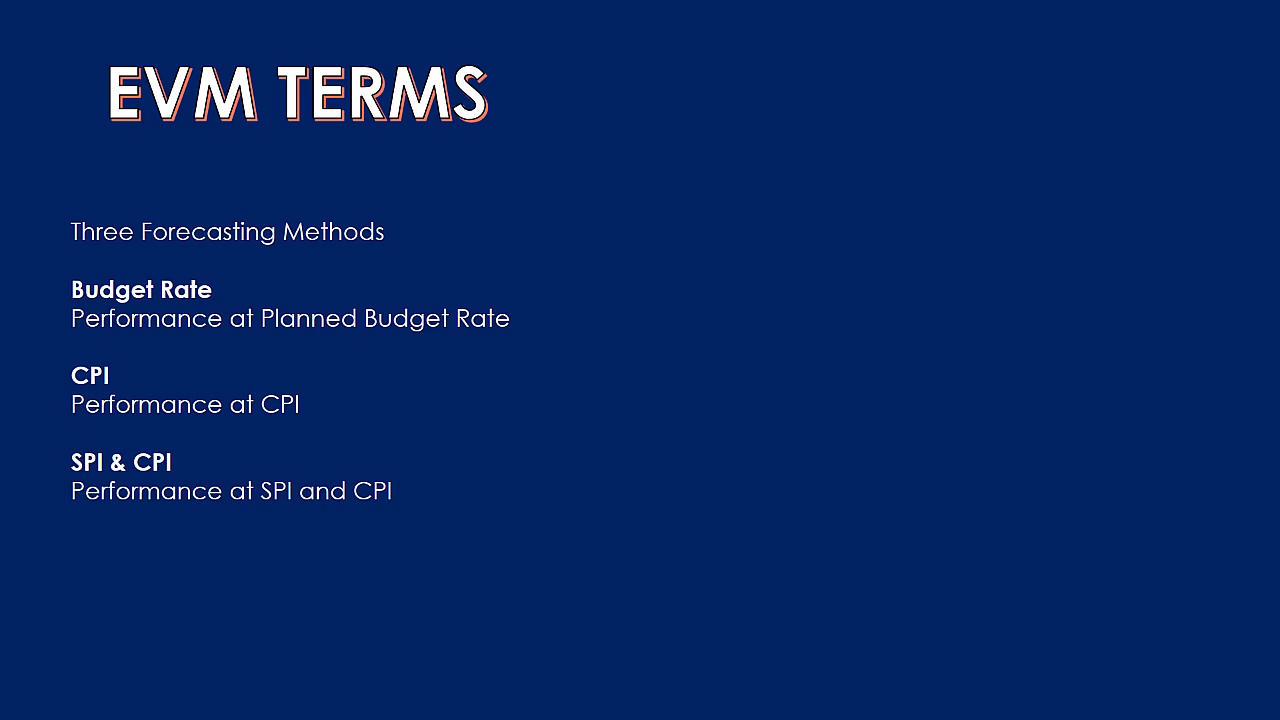 EVM TERMS
Three Forecasting Methods
Budget Rate
Performance at Planned Budget Rate
CPI
Performance at CPI
SPI & CPI
Performance at SPI and CPI